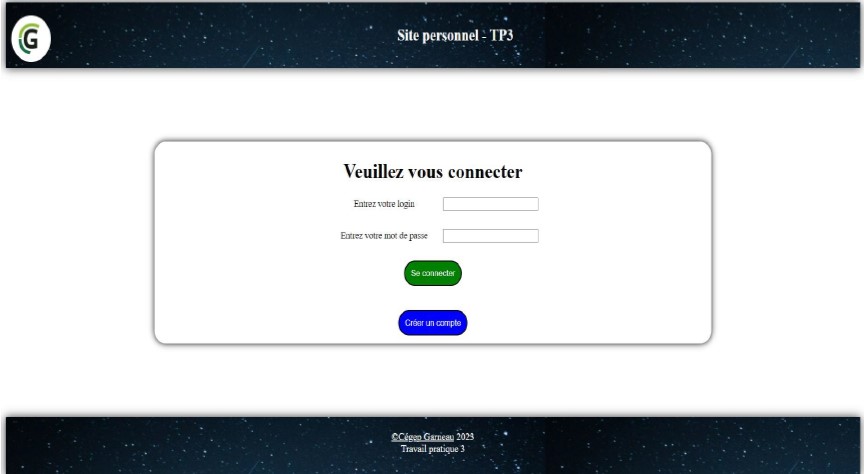 G
Site personnel - TP3
Veuillez vous connecter
Entrez votre login
Entrez votre mot de passe
Se connecter
Créer un compte
©Cégep Garneau 2023
Travail pratique 3